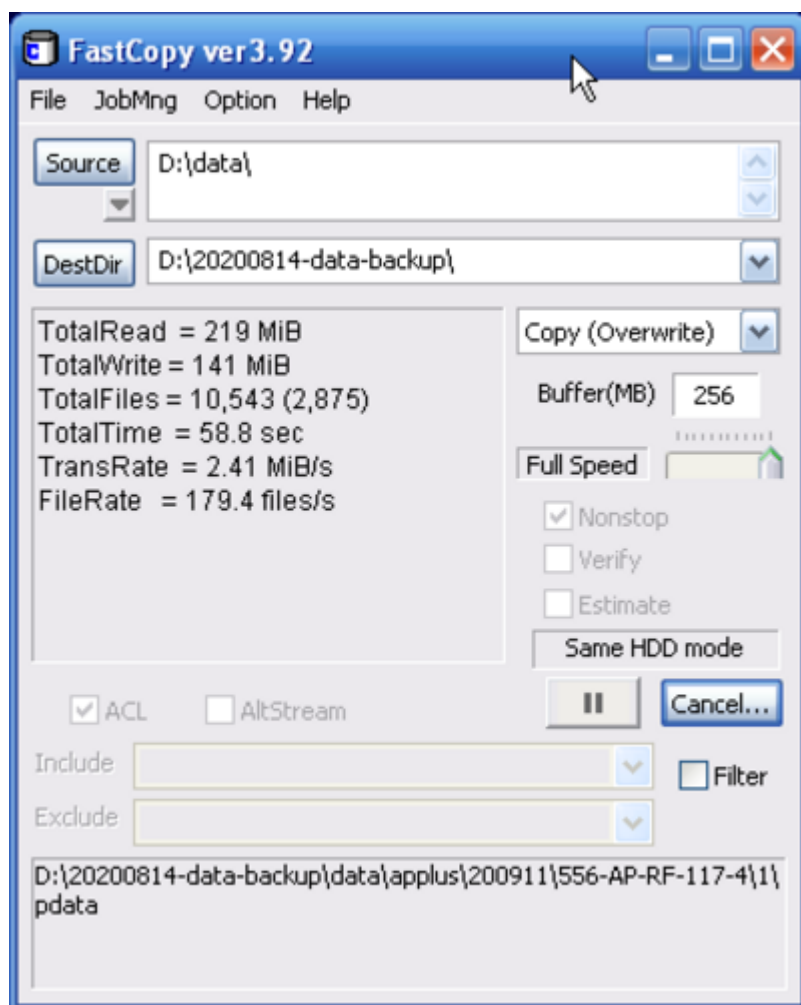 FastCopy ver3.92
File JobMng Option Help
Source D:\data\
DestDir D:\20200814-data-backup\
TotalRead = 219 MiB
TotalWrite = 141 MiB
TotalFiles = 10,543 (2,875)
TotalTime = 58.8 sec
TransRate = 2.41 MiB/s
FileRate = 179.4 files/s
Copy (Overwrite)
Buffer(MB) 256
Full Speed
Nonstop
Verify
Estimate
Same HDD mode
ACL AltStream
Cancel...
Include
Filter
Exclude
D:\20200814-data-backup\data\applus\200911\556-AP-RF-117-4\1\
pdata